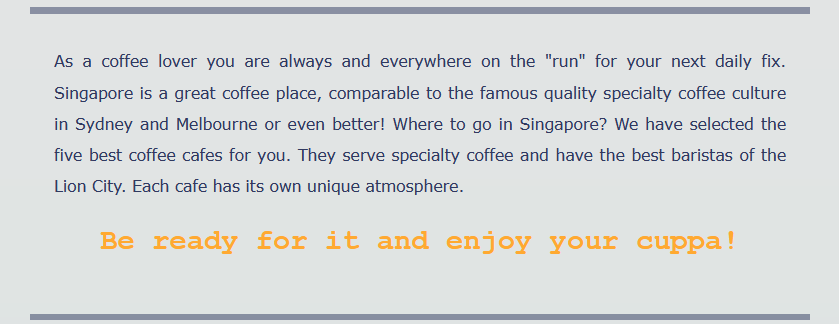 As a coffee lover you are always and everywhere on the "run" for your next daily fix.
Singapore is a great coffee place, comparable to the famous quality specialty coffee culture
in Sydney and Melbourne or even better! Where to go in Singapore? We have selected the
five best coffee cafes for you. They serve specialty coffee and have the best baristas of the
Lion City. Each cafe has its own unique atmosphere.
Be ready for it and enjoy your cuppa!